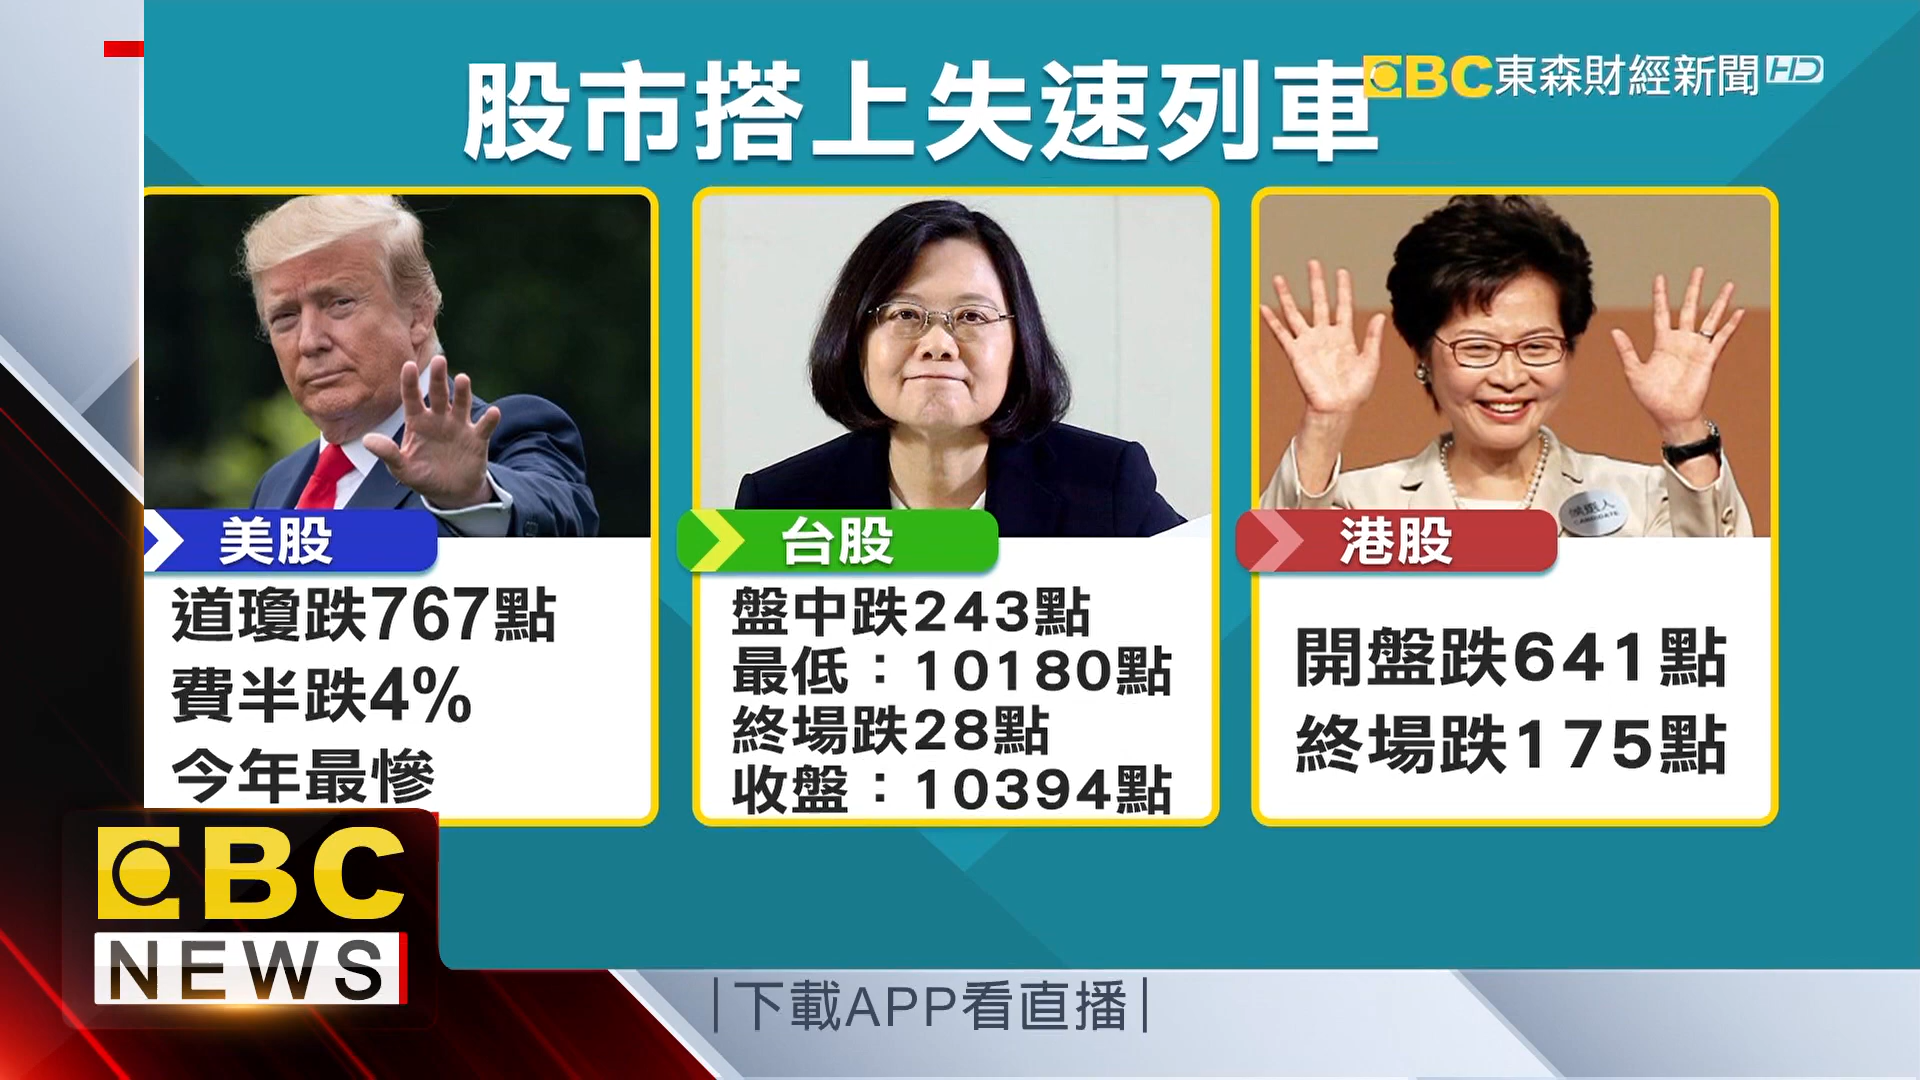 股市搭上失速列車
EBC東森財經新聞HD
美股
道瓊跌767點
費半跌4%
今年最慘
台股
盤中跌243點
最低：10180點
終場跌28點
收盤：10394點
候選人
CANDIDATE
港股
開盤跌641點
終場跌175點
EBC
NEWS
|下載APP看直播|